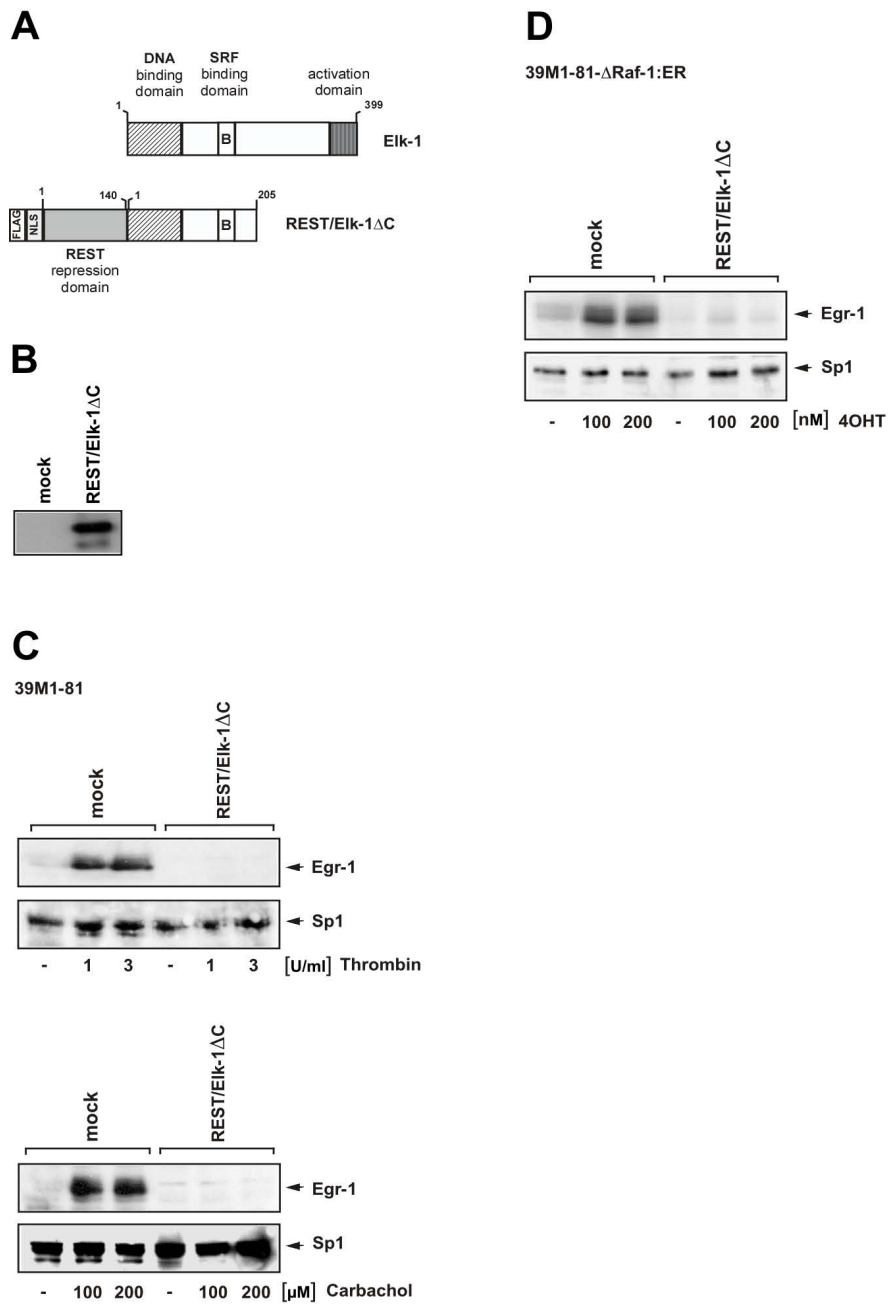 A
DNA
binding
domain
SRF
binding
domain
activation
domain
1
399
B
Elk-1
1
140
1
205
FLAG
NLS
B
REST/Elk-1ΔC
REST
repression
domain
B
mock
REST/Elk-1ΔC
C
39M1-81
mock
REST/Elk-1ΔC
Egr-1
Sp1
- 1 3 - 1 3 [U/ml] Thrombin
mock
REST/Elk-1ΔC
Egr-1
Sp1
- 100 200 - 100 200 [µM] Carbachol
D
39M1-81-ΔRaf-1:ER
mock
REST/Elk-1ΔC
Egr-1
Sp1
- 100 200 - 100 200 [nM] 4OHT